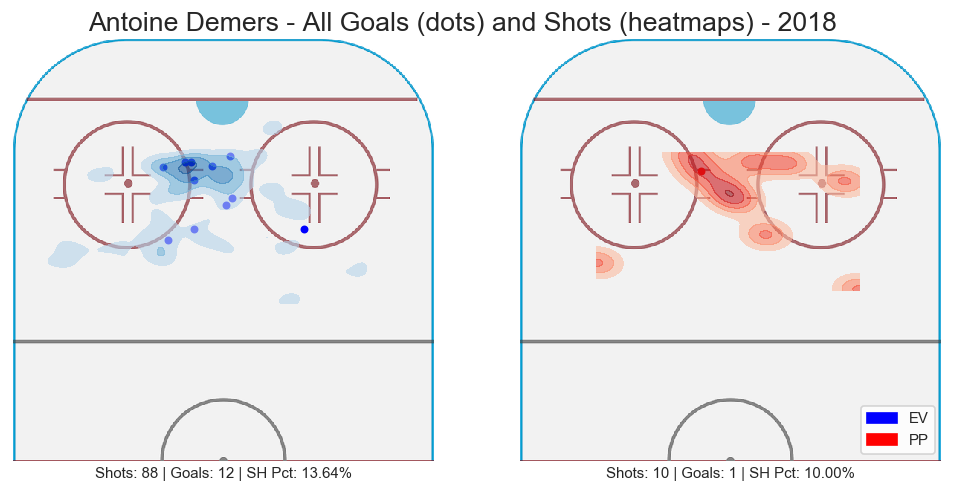 Antoine Demers - All Goals (dots) and Shots (heatmaps) - 2018
EV
PP
Shots: 88 | Goals: 12 | SH Pct: 13.64%
Shots: 10 | Goals: 1 | SH Pct: 10.00%